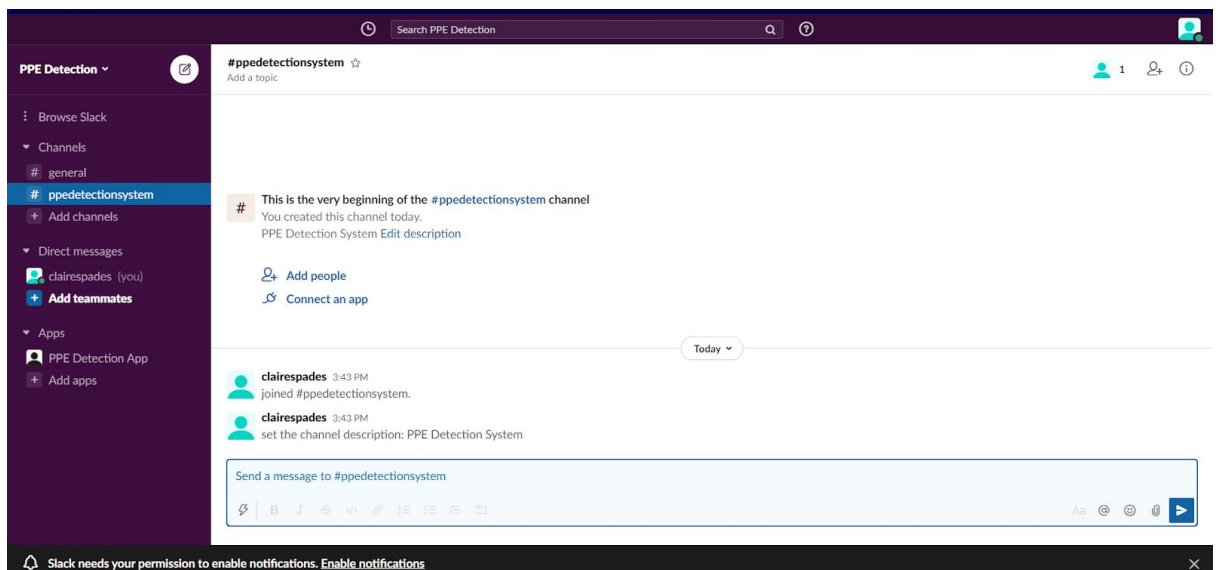 Search PPE Detection
PPE Detection
Browse Slack
Channels
# general
# ppedetectionsystem
+ Add channels
Direct messages
clairespades (you)
+ Add teammates
Apps
PPE Detection App
+ Add apps
#ppedetectionsystem
Add a topic
1
#
This is the very beginning of the #ppedetectionsystem channel
You created this channel today.
PPE Detection System Edit description
Add people
Connect an app
Today
clairespades 3:43 PM
joined #ppedetectionsystem.
clairespades 3:43 PM
set the channel description: PPE Detection System
Send a message to #ppedetectionsystem
B I S </>
Aa @
Slack needs your permission to enable notifications. Enable notifications